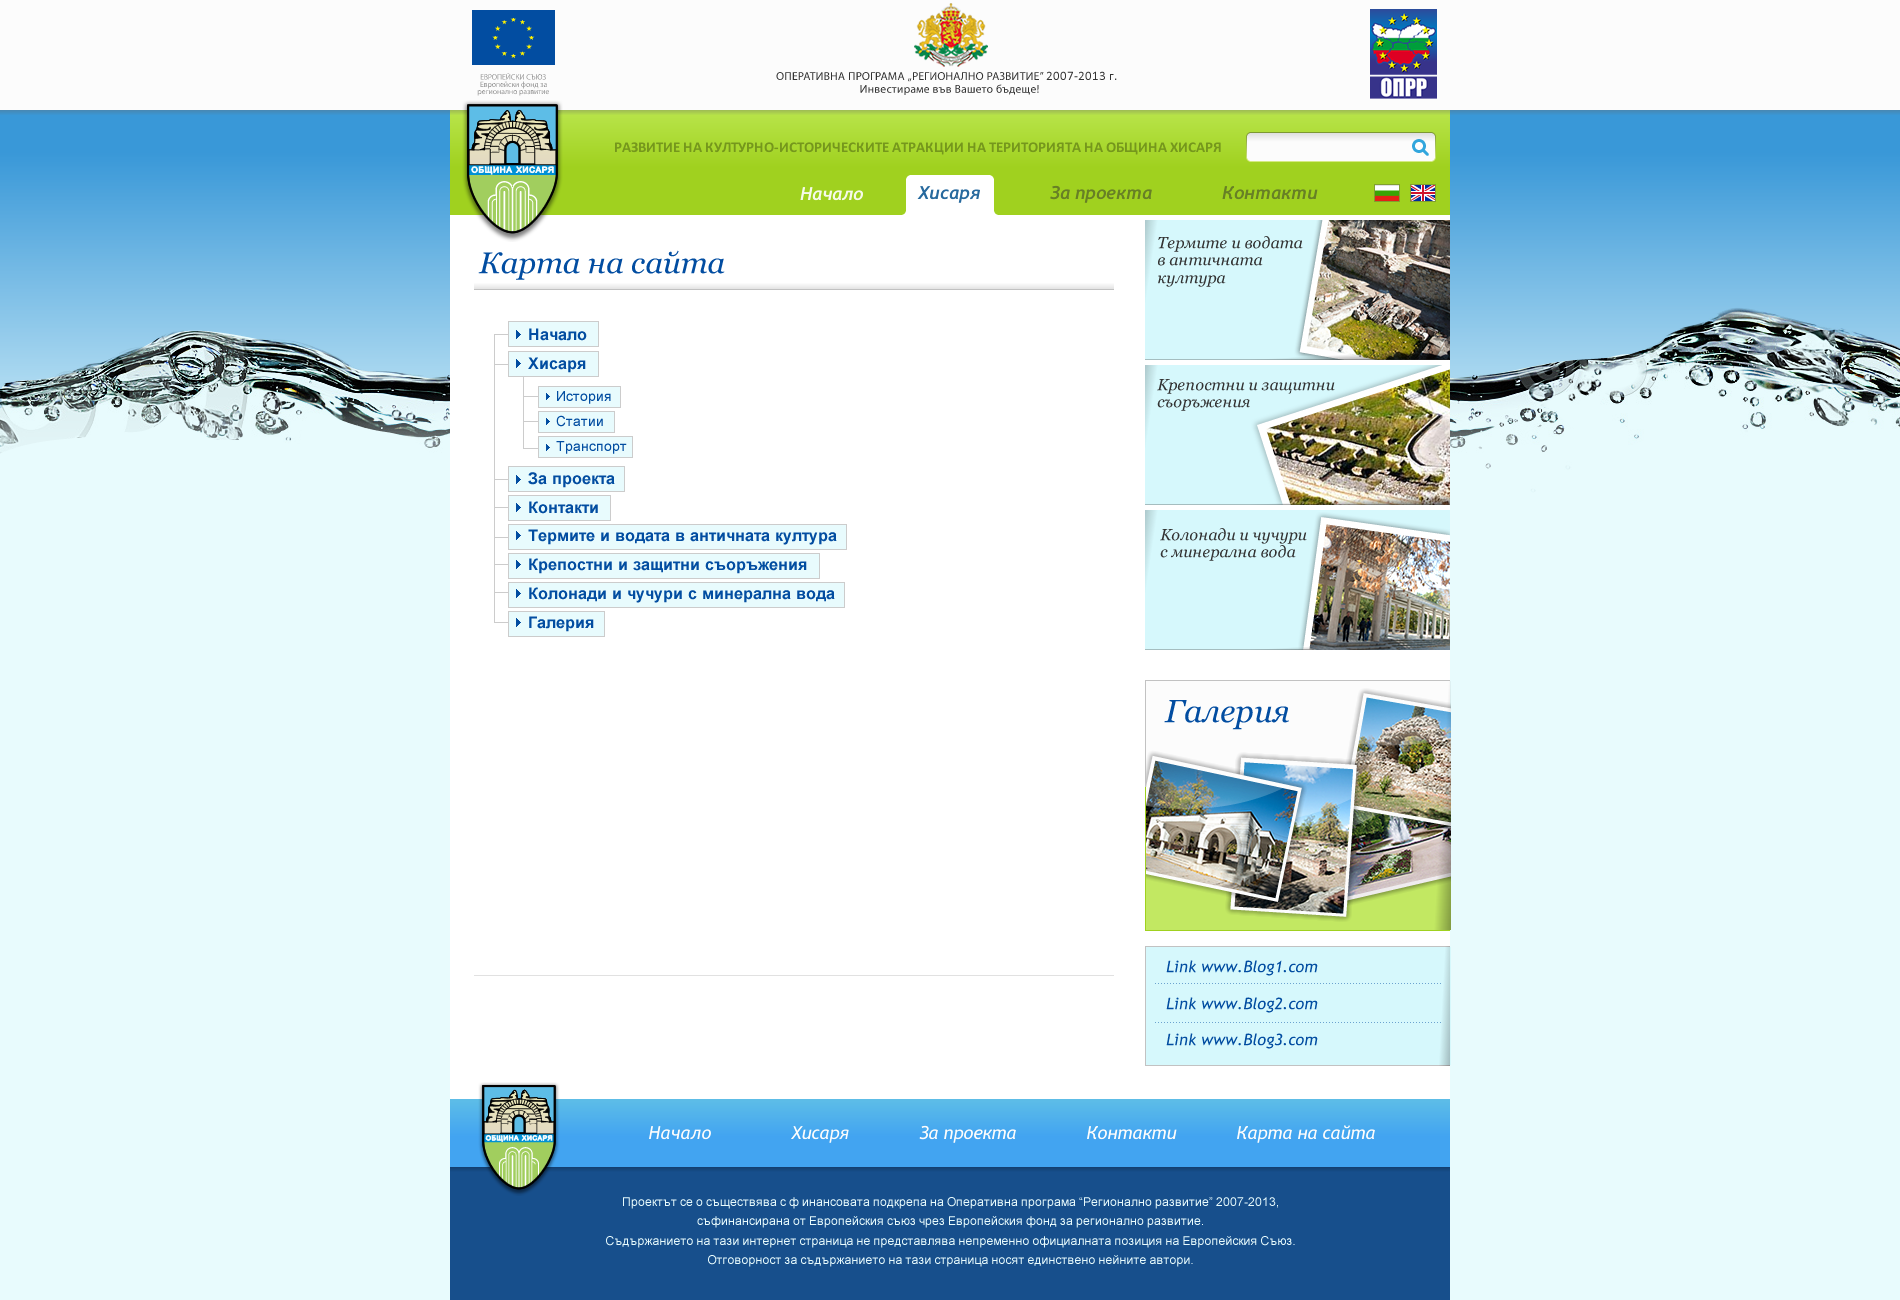 ЕВРОПЕЙСКИ СЪЮЗ
Европейски фонд за
регионално развитие
ОПЕРАТИВНА ПРОГРАМА „РЕГИОНАЛНО РАЗВИТИЕ" 2007-2013 г.
Инвестираме във Вашето бъдеще!
ОПРР
ОБЩИНА ХИСАРЯ
РАЗВИТИЕ НА КУЛТУРНО-ИСТОРИЧЕСКИТЕ АТРАКЦИИ НА ТЕРИТОРИЯТА НА ОБЩИНА ХИСАРЯ
Начало
Хисаря
За проекта
Контакти
Карта на сайта
Начало
Хисаря
История
Статии
Транспорт
За проекта
Контакти
Термите и водата в античната култура
Крепостни и защитни съоръжения
Колонади и чучури с минерална вода
Галерия
Термите и водата
в античната
култура
Крепостни и защитни
съоръжения
Колонади и чучури
с минерална вода
Галерия
Link www.Blog1.com
Link www.Blog2.com
Link www.Blog3.com
ОБЩИНА ХИСАРЯ
Начало
Хисаря
За проекта
Контакти
Карта на сайта
Проектът се о съществява с ф инансовата подкрепа на Оперативна програма “Регионално развитие” 2007-2013,
съфинансирана от Европейския съюз чрез Европейския фонд за регионално развитие.
Съдържанието на тази интернет страница не представлява непременно официалната позиция на Европейския Съюз.
Отговорност за съдържанието на тази страница носят единствено нейните автори.